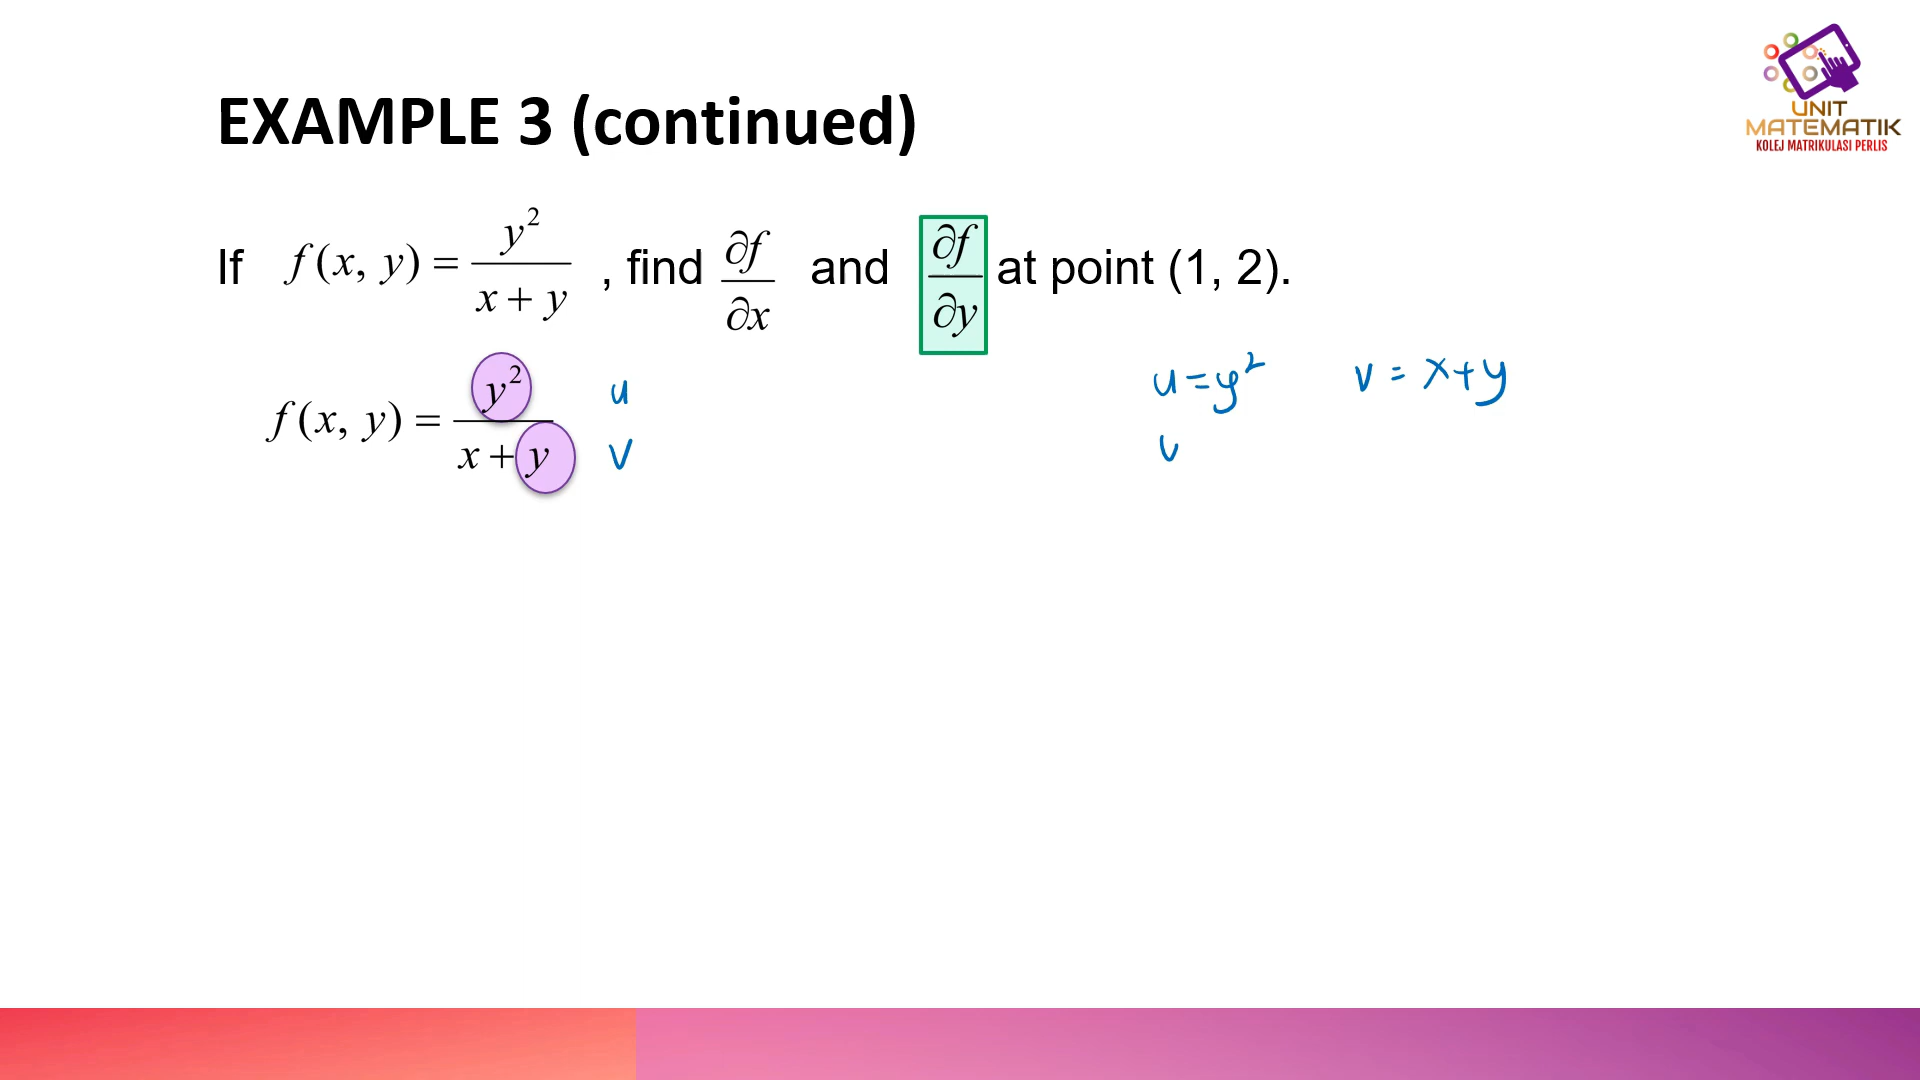 UNIT
MATEMATIK
KOLEJ MATRIKULASI PERLIS
EXAMPLE 3 (continued)
If f(x, y) = y²/(x + y) , find ∂f/∂x and ∂f/∂y at point (1, 2).
f(x, y) = y²/(x + y) u v u = y² v = x + y
u